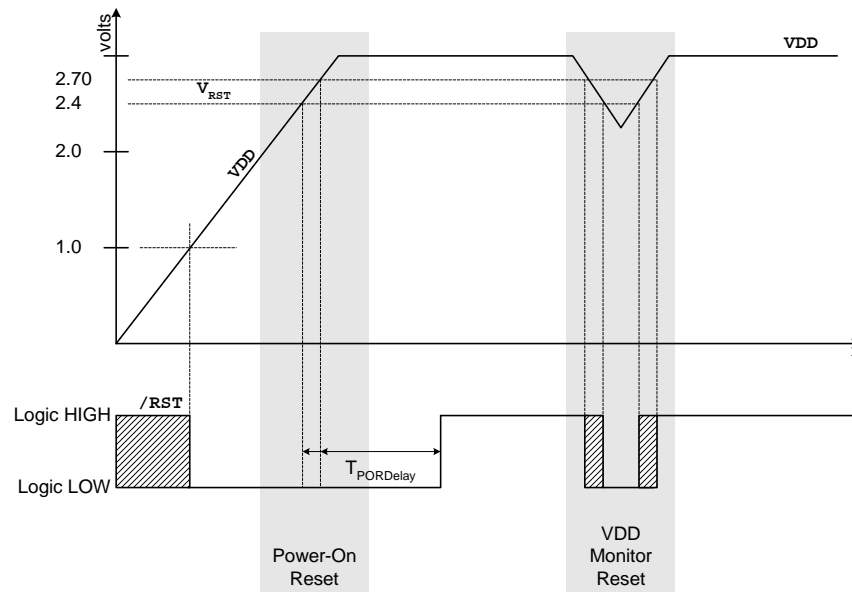 volts
VDD
2.70
V_RST
2.4
2.0
VDD
1.0
/RST
Logic HIGH
T_PORDelay
Logic LOW
Power-On
Reset
VDD
Monitor
Reset